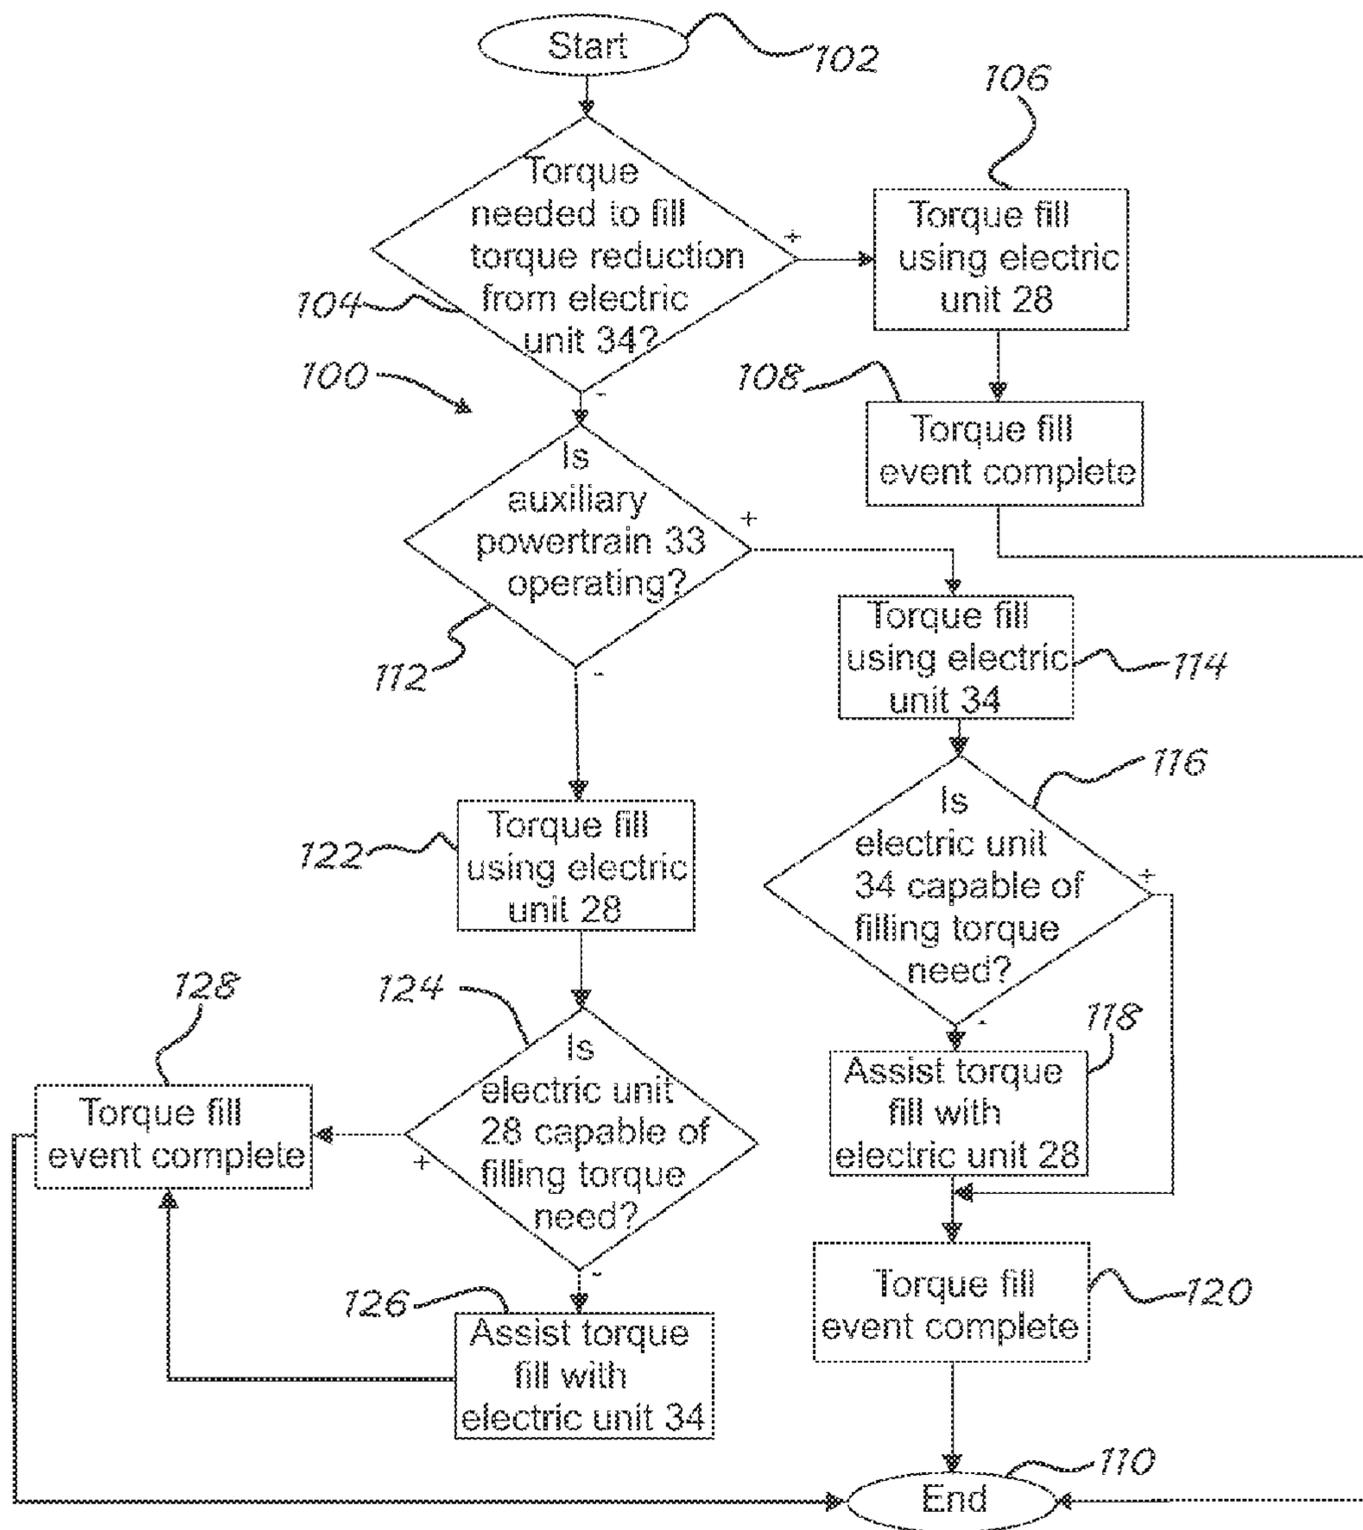 Start
102
106
Torque
needed to fill
torque reduction
from electric
unit 34?
+
-
104
Torque fill
using electric
unit 28
100
108
Torque fill
event complete
Is
auxiliary
powertrain 33
operating?
+
-
112
Torque fill
using electric
unit 34
114
116
Is
electric unit
34 capable of
filling torque
need?
+
-
122
Torque fill
using electric
unit 28
128
124
118
Is
electric unit
28 capable of
filling torque
need?
+
-
Torque fill
event complete
Assist torque
fill with
electric unit 28
126
Assist torque
fill with
electric unit 34
Torque fill
event complete
120
110
End